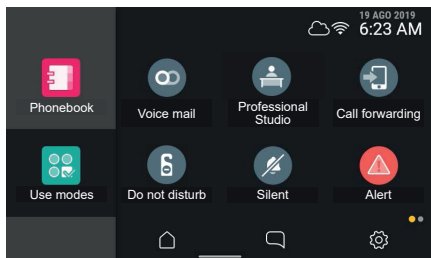 19 AGO 2019
6:23 AM
Phonebook
Voice mail
Professional
Studio
Call forwarding
Use modes
Do not disturb
Silent
Alert